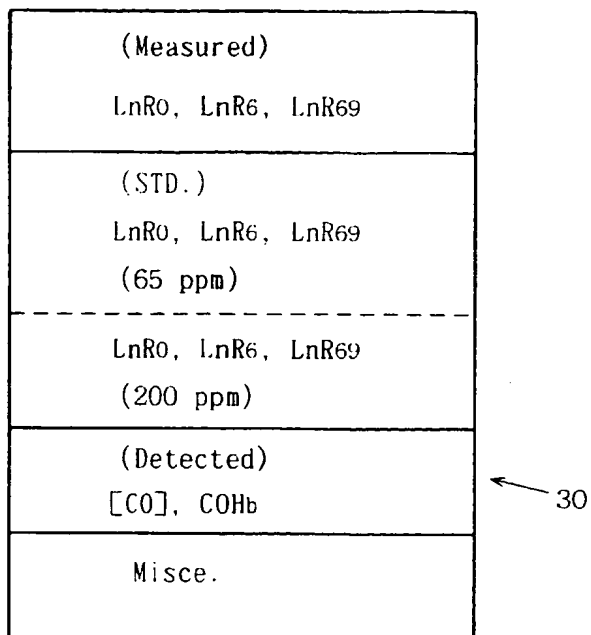 (Measured)
LnR0, LnR6, LnR69
(STD.)
LnR0, LnR6, LnR69
(65 ppm)
LnR0, LnR6, LnR69
(200 ppm)
(Detected)
[CO], COHb
30
Misce.